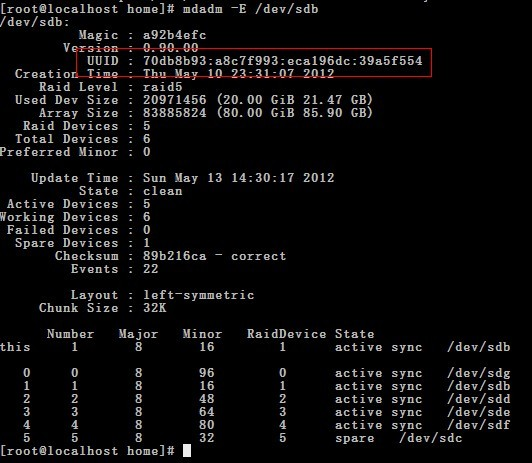 [root@localhost home]# mdadm -E /dev/sdb
/dev/sdb:
Magic : a92b4efc
Version : 0.90.00
UUID : 70db8b93:a8c7f993:eca196dc:39a5f554
Creation Time : Thu May 10 23:31:07 2012
Raid Level : raid5
Used Dev Size : 20971456 (20.00 GiB 21.47 GB)
Array Size : 83885824 (80.00 GiB 85.90 GB)
Raid Devices : 5
Total Devices : 6
Preferred Minor : 0
Update Time : Sun May 13 14:30:17 2012
State : clean
Active Devices : 5
Working Devices : 6
Failed Devices : 0
Spare Devices : 1
Checksum : 89b216ca - correct
Events : 22
Layout : left-symmetric
Chunk Size : 32K
Number Major Minor RaidDevice State
this 1 8 16 1 active sync /dev/sdb
0 0 8 96 0 active sync /dev/sdg
1 1 8 16 1 active sync /dev/sdb
2 2 8 48 2 active sync /dev/sdd
3 3 8 64 3 active sync /dev/sde
4 4 8 80 4 active sync /dev/sdf
5 5 8 32 5 spare /dev/sdc
[root@localhost home]#